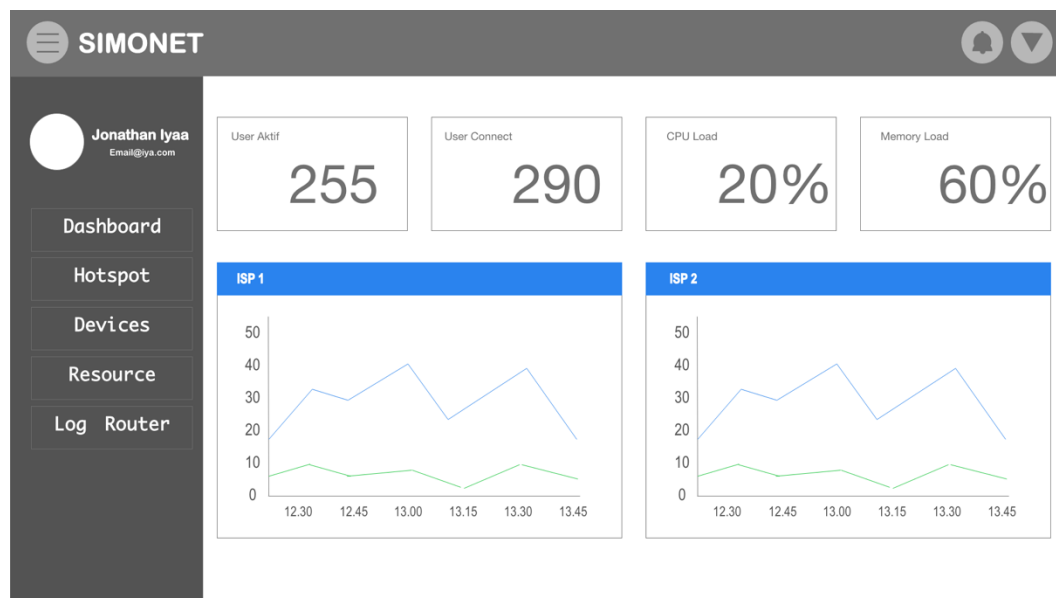 SIMONET
Jonathan Iyaa
Email@iya.com
Dashboard
Hotspot
Devices
Resource
Log Router
User Aktif
255
User Connect
290
CPU Load
20%
Memory Load
60%
ISP 1
50
40
30
20
10
0
12.30 12.45 13.00 13.15 13.30 13.45
ISP 2
50
40
30
20
10
0
12.30 12.45 13.00 13.15 13.30 13.45